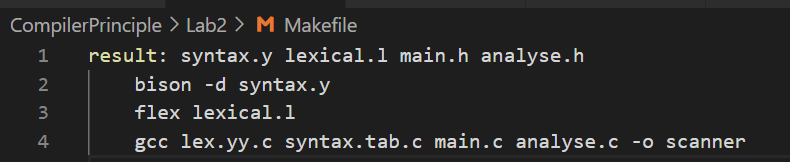 CompilerPrinciple > Lab2 > M Makefile
1 result: syntax.y lexical.l main.h analyse.h
2 bison -d syntax.y
3 flex lexical.l
4 gcc lex.yy.c syntax.tab.c main.c analyse.c -o scanner